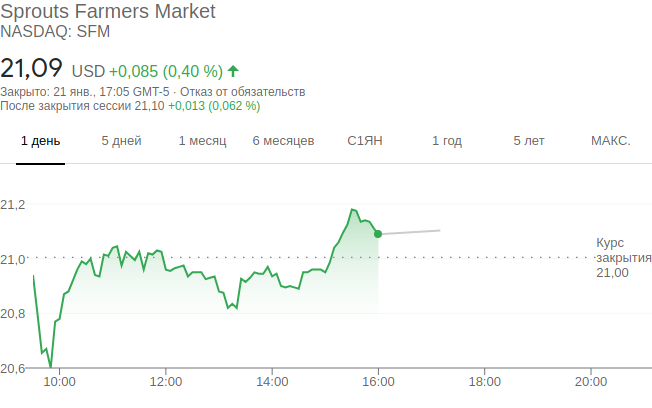 Sprouts Farmers Market
NASDAQ: SFM
21,09 USD +0,085 (0,40 %)
Закрыто: 21 янв., 17:05 GMT-5 · Отказ от обязательств
После закрытия сессии 21,10 +0,013 (0,062 %)
1 день 5 дней 1 месяц 6 месяцев С1ЯН 1 год 5 лет МАКС.
21,2
21,0
20,8
20,6
Курс
закрытия
21,00
10:00 12:00 14:00 16:00 18:00 20:00